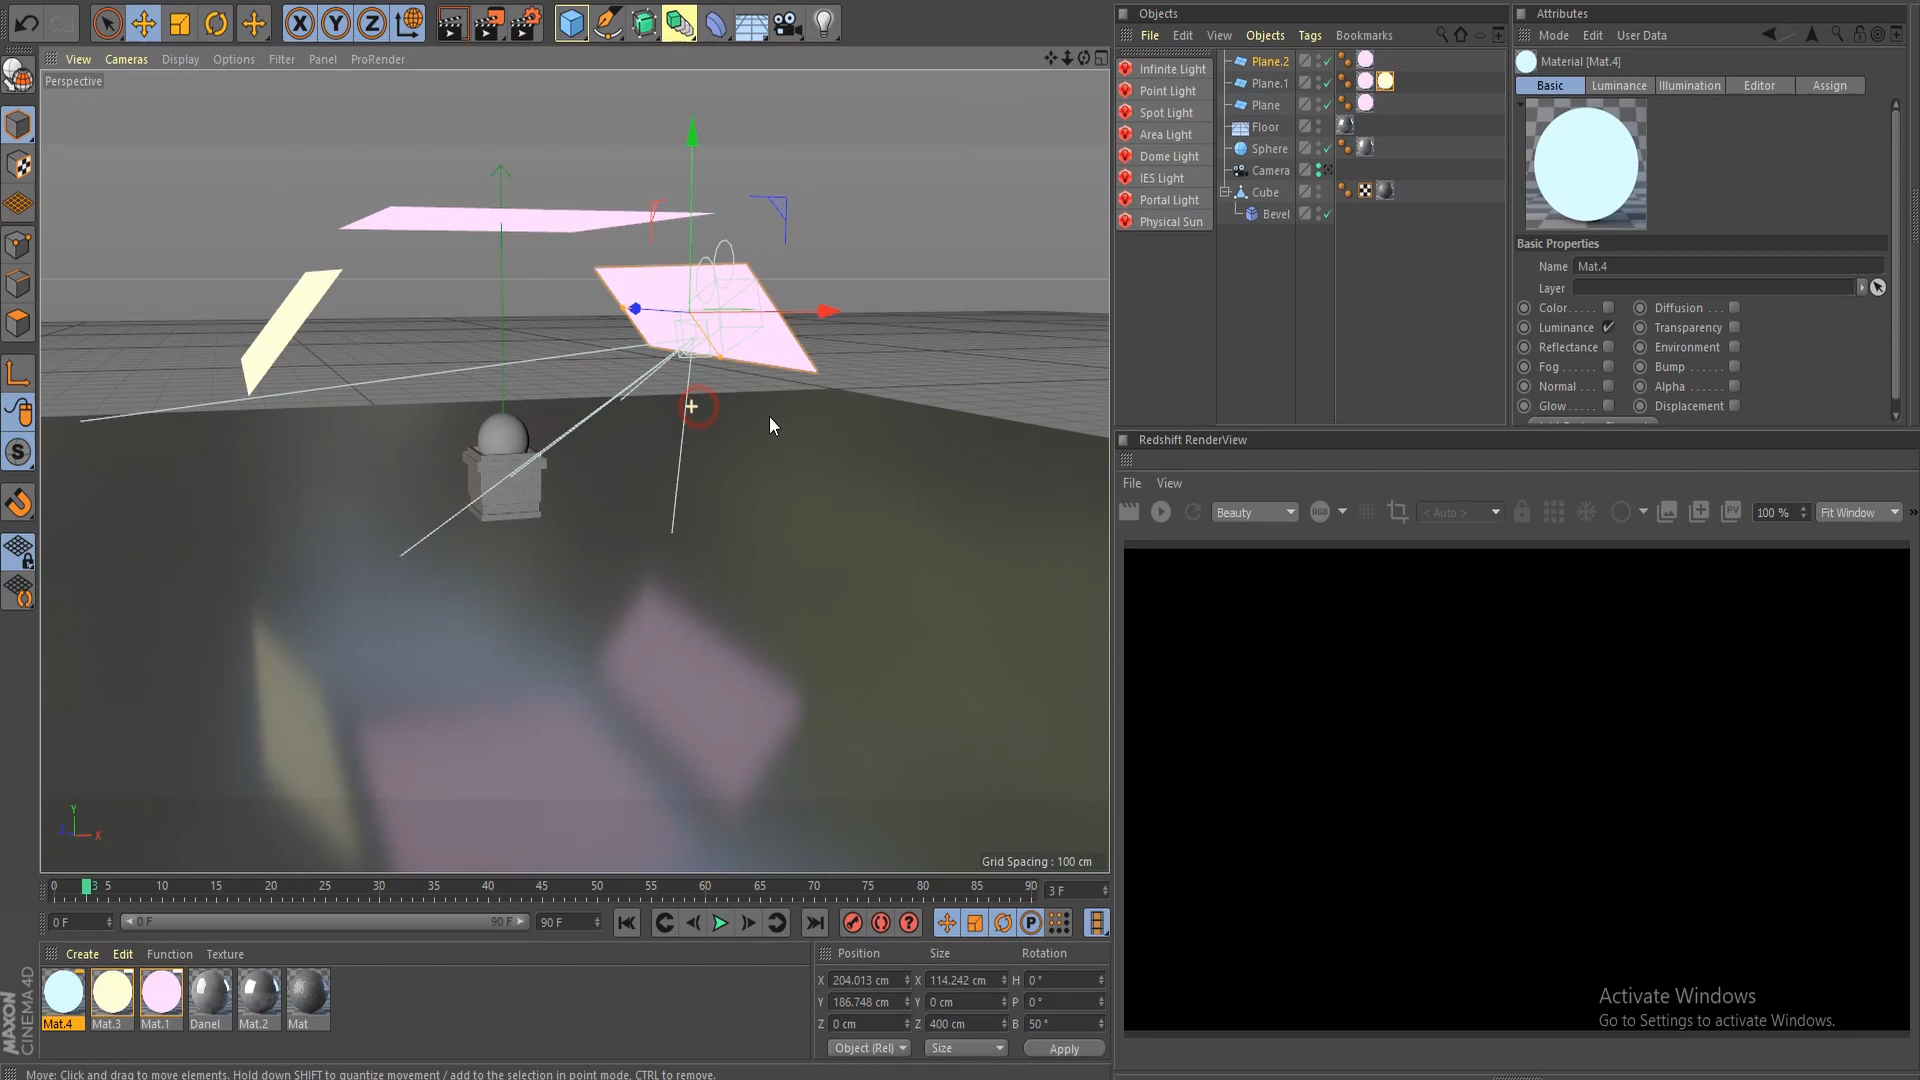 Objects
Attributes
File Edit View Objects Tags Bookmarks
Mode Edit User Data
View Cameras Display Options Filter Panel ProRender
Perspective
Infinite Light
Point Light
Spot Light
Area Light
Dome Light
IES Light
Portal Light
Physical Sun
Plane.2
Plane.1
Plane
Floor
Sphere
Camera
Cube
Bevel
Material [Mat.4]
Basic Luminance Illumination Editor Assign
Basic Properties
Name Mat.4
Layer
Color Diffusion
Luminance Transparency
Reflectance Environment
Fog Bump
Normal Alpha
Glow Displacement
Redshift RenderView
File View
Beauty RGB < Auto > PV 100 % Fit Window »
X Y Z
Grid Spacing : 100 cm
0 3 5 10 15 20 25 30 35 40 45 50 55 60 65 70 75 80 85 90 3 F
0 F 0 F 90 F 90 F
Create Edit Function Texture
Mat.4 Mat.3 Mat.1 Danel Mat.2 Mat
Position Size Rotation
X 204.013 cm X 114.242 cm H 0 °
Y 186.748 cm Y 0 cm P 0 °
Z 0 cm Z 400 cm B 50 °
Object (Rel) Size Apply
MAXON CINEMA 4D
Activate Windows
Go to Settings to activate Windows.
Move: Click and drag to move elements. Hold down SHIFT to quantize movement / add to the selection in point mode, CTRL to remove.